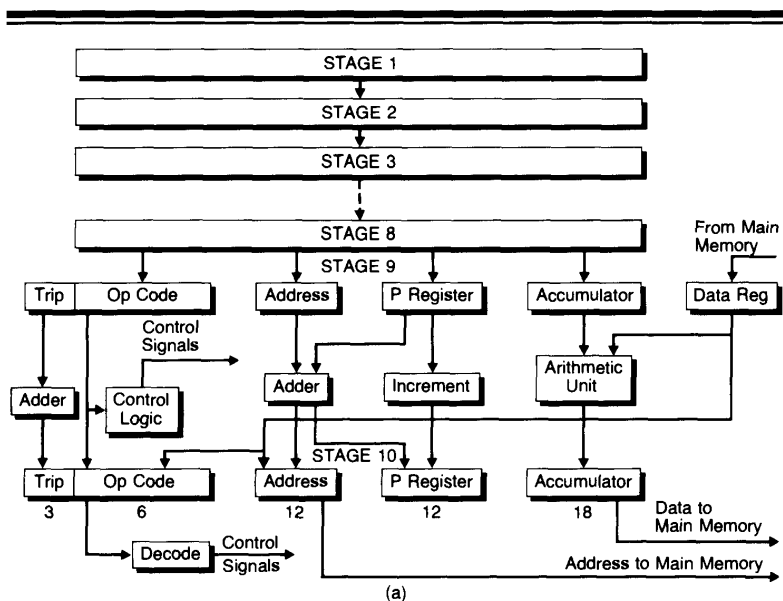 STAGE 1
STAGE 2
STAGE 3
STAGE 8
From Main
Memory
STAGE 9
Trip
Op Code
Address
P Register
Accumulator
Data Reg
Control
Signals
Adder
Control
Logic
Adder
Increment
Arithmetic
Unit
STAGE 10
Trip
Op Code
Address
P Register
Accumulator
3
6
12
12
18
Data to
Main Memory
Decode
Control
Signals
Address to Main Memory
(a)